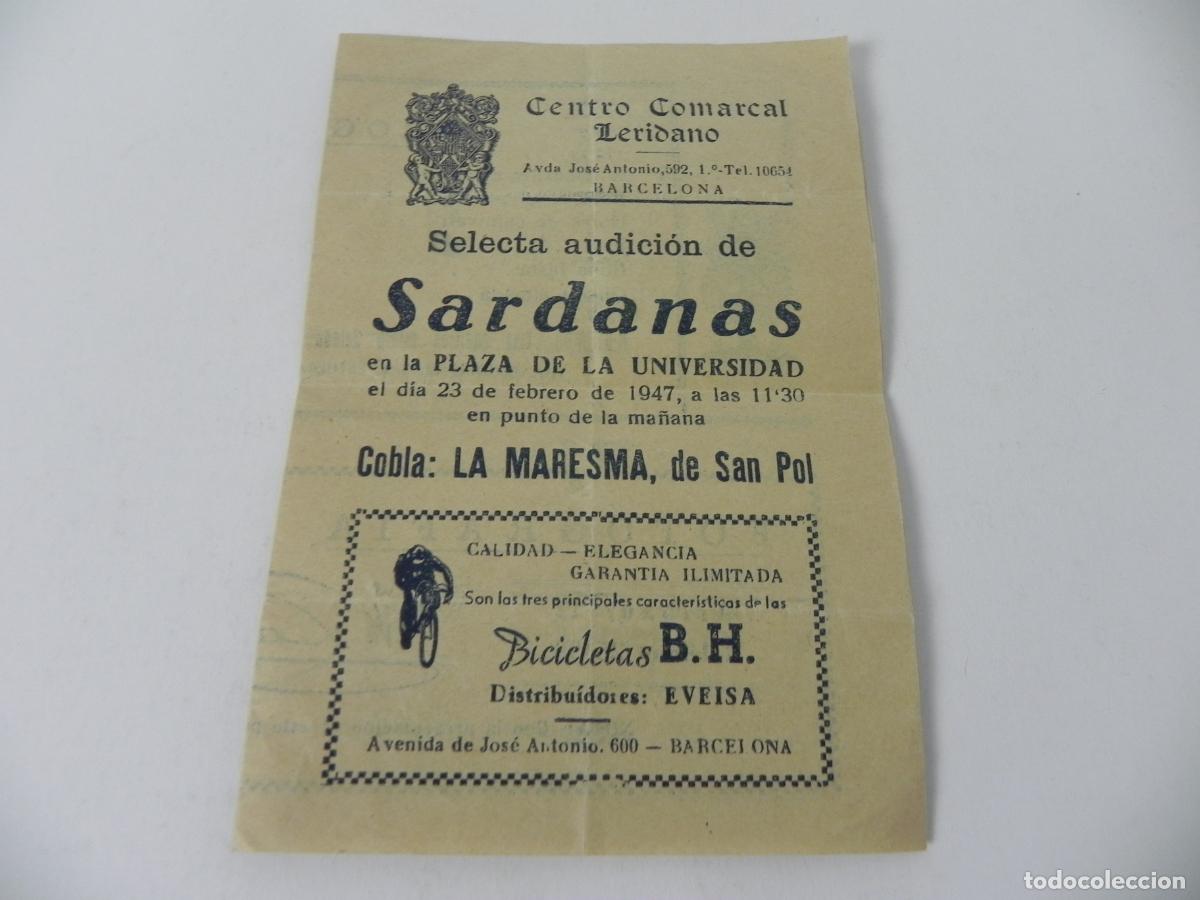 Centro Comarcal
Leridano
Avda José Antonio, 592, 1.º-Tel. 10654
BARCELONA
Selecta audición de
Sardanas
en la PLAZA DE LA UNIVERSIDAD
el día 23 de febrero de 1947, a las 11'30
en punto de la mañana
Cobla: LA MARESMA, de San Pol
CALIDAD — ELEGANCIA
GARANTIA ILIMITADA
Son las tres principales características de las
Bicicletas B.H.
Distribuídores: EVEISA
Avenida de José Antonio. 600 — BARCELONA
todocoleccion